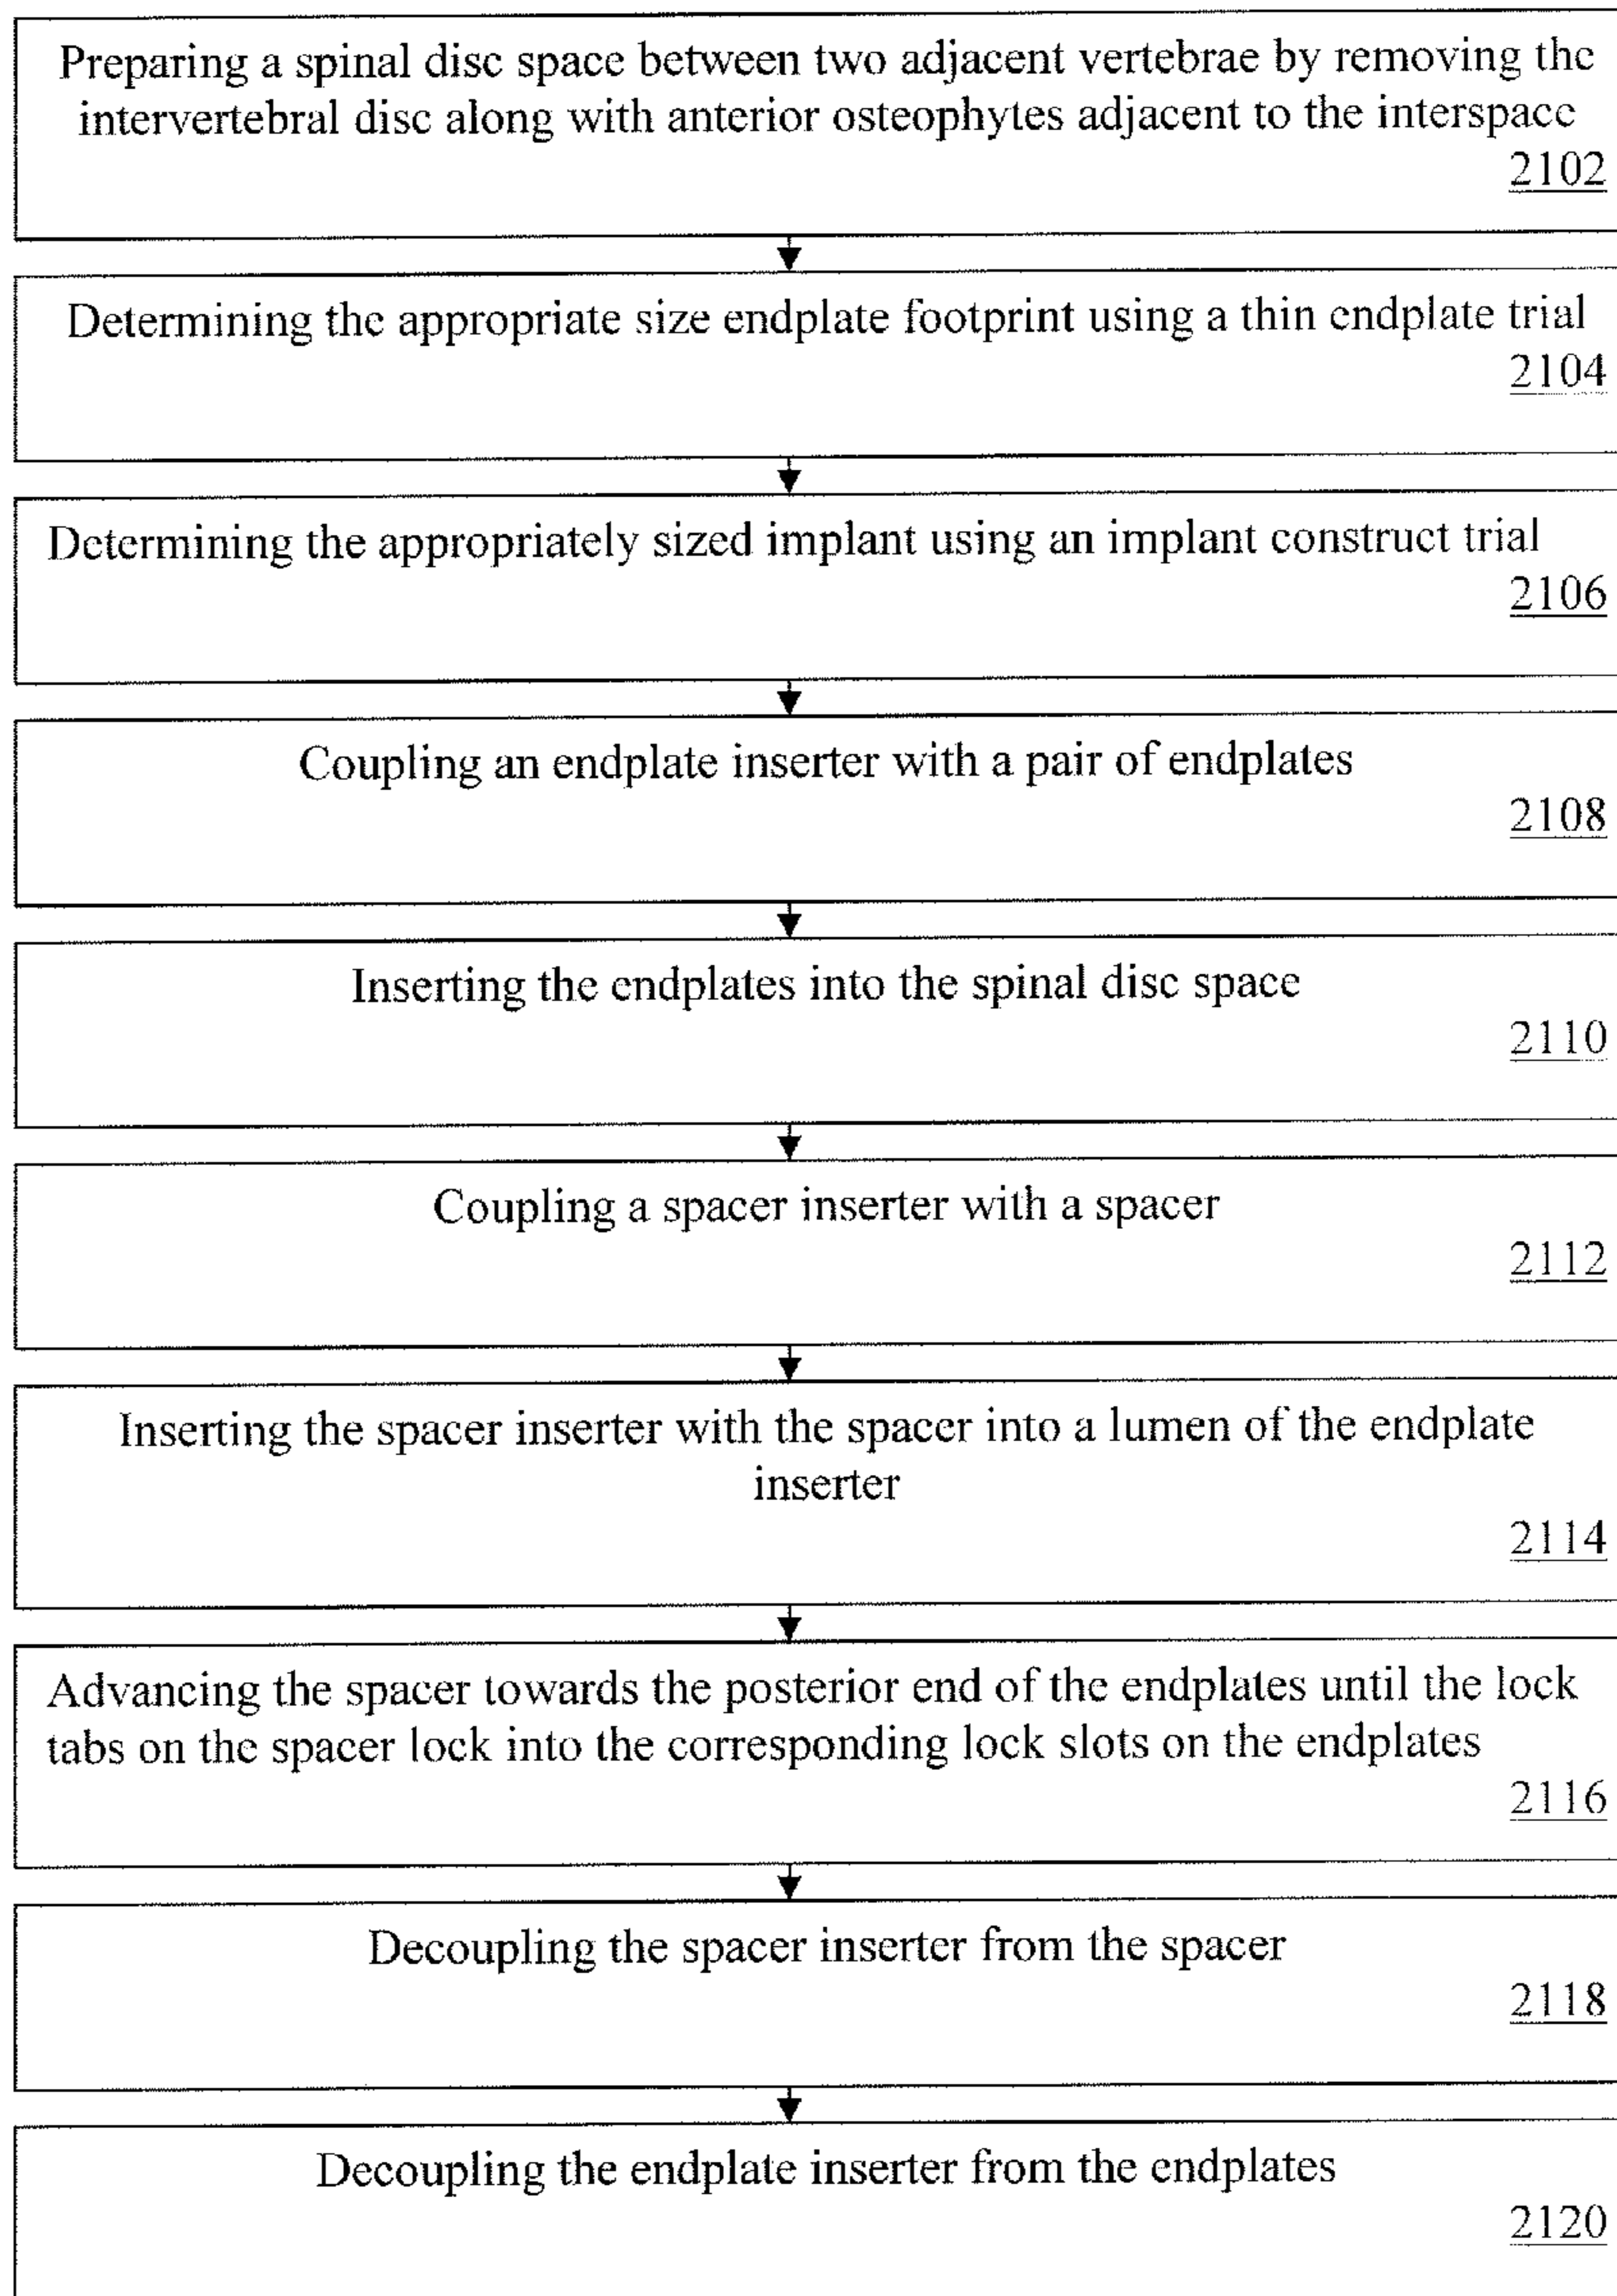 Preparing a spinal disc space between two adjacent vertebrae by removing the
intervertebral disc along with anterior osteophytes adjacent to the interspace
2102
Determining the appropriate size endplate footprint using a thin endplate trial
2104
Determining the appropriately sized implant using an implant construct trial
2106
Coupling an endplate inserter with a pair of endplates
2108
Inserting the endplates into the spinal disc space
2110
Coupling a spacer inserter with a spacer
2112
Inserting the spacer inserter with the spacer into a lumen of the endplate
inserter
2114
Advancing the spacer towards the posterior end of the endplates until the lock
tabs on the spacer lock into the corresponding lock slots on the endplates
2116
Decoupling the spacer inserter from the spacer
2118
Decoupling the endplate inserter from the endplates
2120